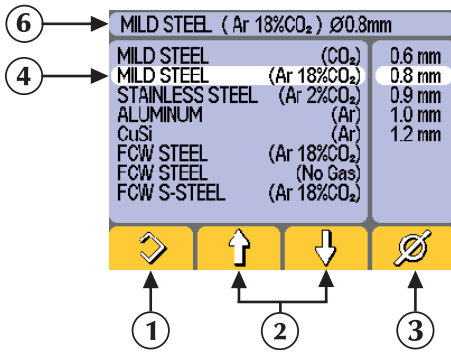 6
MILD STEEL ( Ar 18%CO₂ ) Ø0.8mm
4
MILD STEEL (CO₂) 0.6 mm
MILD STEEL (Ar 18%CO₂) 0.8 mm
STAINLESS STEEL (Ar 2%CO₂) 0.9 mm
ALUMINUM (Ar) 1.0 mm
CuSi (Ar) 1.2 mm
FCW STEEL (Ar 18%CO₂)
FCW STEEL (No Gas)
FCW S-STEEL (Ar 18%CO₂)
Ø
1 2 3